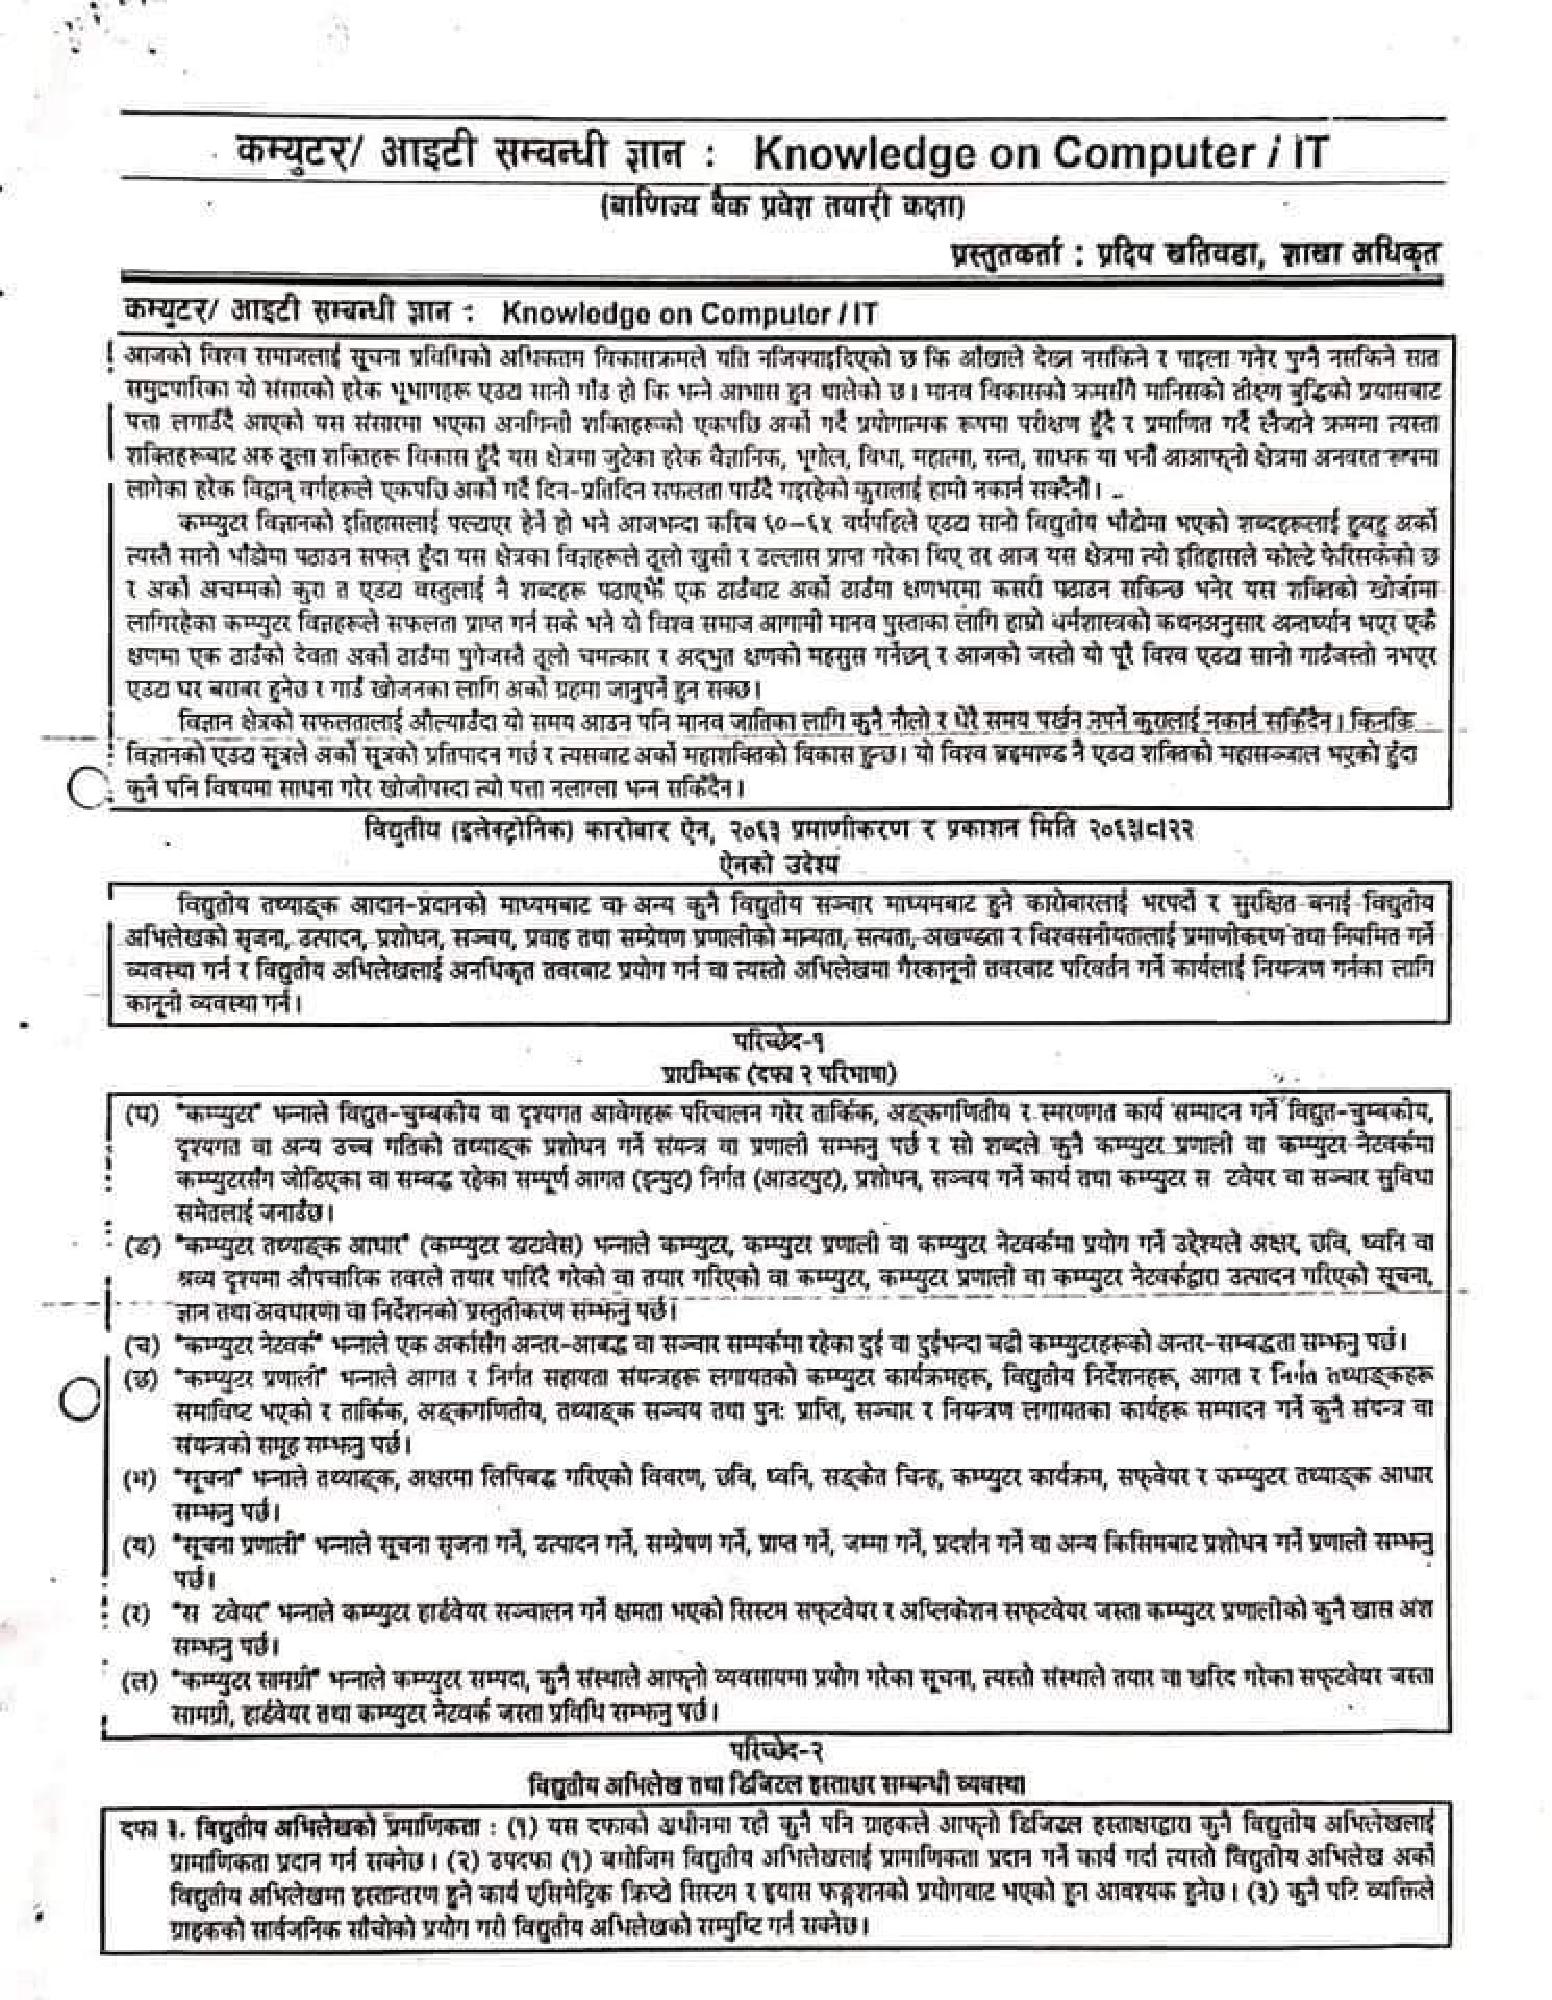 कम्युटर/ आइटी सम्वन्धी ज्ञान : Knowledge on Computer / IT
(बाणिज्य बैंक प्रवेश तयारी कक्षा)
प्रस्तुतकर्ता : प्रदिप खतिवडा, शाखा अधिकृत
कम्युटर/ आइटी सम्वन्धी ज्ञान : Knowledge on Computer / IT
आजको विश्व समाजलाई सूचना प्रविधिको अधिकतम विकासक्रमले यति नजिक्याइदिएको छ कि आँखाले देख्न नसकिने र पाइला गनेर पुग्नै नसकिने सात
समुद्रपारिका यो संसारको हरेक भूभागहरू एउटा सानो गाँउ हो कि भन्ने आभास हुन थालेको छ। मानव विकासको क्रमसँगै मानिसको तीक्ष्ण बुद्धिको प्रयासबाट
पत्ता लगाउँदै आएको यस संसारमा भएका अनगिन्ती शक्तिहरूको एकपछि अर्को गर्दै प्रयोगात्मक रूपमा परीक्षण हुँदै र प्रमाणित गर्दै लैजाने क्रममा त्यस्ता
शक्तिहरूबाट अरु ठूला शक्तिहरू विकास हुँदै यस क्षेत्रमा जुटेका हरेक वैज्ञानिक, भूगोल, विधा, महात्मा, सन्त, साधक या भनौं आआफ्नो क्षेत्रमा अनवरत रूपमा
लागेका हरेक विद्वान् वर्गहरूले एकपछि अर्को गर्दै दिन-प्रतिदिन सफलता पाउँदै गइरहेको कुरालाई हामी नकार्न सक्दैनौं।
कम्प्युटर विज्ञानको इतिहासलाई पल्टाएर हेर्ने हो भने आजभन्दा करिब ६०–६५ वर्षपहिले एउटा सानो विद्युतीय भाँडोमा भएको शब्दहरूलाई हुबहु अर्को
त्यस्तै सानो भाँडोमा पठाउन सफल हुँदा यस क्षेत्रका विज्ञहरूले ठूलो खुसी र उल्लास प्राप्त गरेका थिए तर आज यस क्षेत्रमा त्यो इतिहासले कोल्टे फेरिसकेको छ
र अर्को अचम्मको कुरा त एउटा वस्तुलाई नै शब्दहरू पठाएझैं एक ठाउँबाट अर्को ठाउँमा क्षणभरमा कसरी पठाउन सकिन्छ भनेर यस शक्तिको खोजीमा
लागिरहेका कम्प्युटर विज्ञहरूले सफलता प्राप्त गर्न सके भने यो विश्व समाज आगामी मानव पुस्ताका लागि हाम्रो धर्मशास्त्रको कथनअनुसार अन्तर्ध्यान भएर एकै
क्षणमा एक ठाउँको देवता अर्को ठाउँमा पुगेजस्तै ठूलो चमत्कार र अद्भुत क्षणको महसुस गर्नेछन् र आजको जस्तो यो पूरै विश्व एउटा सानो गाउँजस्तो नभएर
एउटा घर बराबर हुनेछ र गाउँ खोजनका लागि अर्को ग्रहमा जानुपर्ने हुन सक्छ।
विज्ञान क्षेत्रको सफलतालाई औंल्याउँदा यो समय आउन पनि मानव जातिका लागि कुनै नौलो र धेरै समय पर्खन नपर्ने कुरालाई नकार्न सकिँदैन। किनकि
विज्ञानको एउटा सूत्रले अर्को सूत्रको प्रतिपादन गर्छ र त्यसबाट अर्को महाशक्तिको विकास हुन्छ। यो विश्व ब्रह्माण्ड नै एउटा शक्तिको महासञ्जाल भएको हुँदा
कुनै पनि विषयमा साधना गरेर खोजीपस्दा त्यो पत्ता नलाग्ला भन्न सकिँदैन।
विद्युतीय (इलेक्ट्रोनिक) कारोबार ऐन, २०६३ प्रमाणीकरण र प्रकाशन मिति २०६३।८।२२
ऐनको उदेश्य
विद्युतीय तथ्याङ्क आदान-प्रदानको माध्यमबाट वा अन्य कुनै विद्युतीय सञ्चार माध्यमबाट हुने कारोबारलाई भरपर्दो र सुरक्षित बनाई विद्युतीय
अभिलेखको सृजना, उत्पादन, प्रशोधन, सञ्चय, प्रवाह तथा सम्प्रेषण प्रणालीको मान्यता, सत्यता, अखण्डता र विश्वसनीयतालाई प्रमाणीकरण तथा नियमित गर्ने
व्यवस्था गर्न र विद्युतीय अभिलेखलाई अनधिकृत तवरबाट प्रयोग गर्न वा त्यस्तो अभिलेखमा गैरकानूनी तवरबाट परिवर्तन गर्ने कार्यलाई नियन्त्रण गर्नका लागि
कानूनी व्यवस्था गर्न।
परिच्छेद-१
प्रारम्भिक (दफा २ परिभाषा)
(घ) "कम्प्युटर" भन्नाले विद्युत-चुम्बकीय वा दृश्यगत आवेगहरू परिचालन गरेर तार्किक, अङ्कगणितीय र स्मरणगत कार्य सम्पादन गर्ने विद्युत-चुम्बकीय,
दृश्यगत वा अन्य उच्च गतिको तथ्याङ्क प्रशोधन गर्ने संयन्त्र वा प्रणाली सम्झनु पर्छ र सो शब्दले कुनै कम्प्युटर प्रणाली वा कम्प्युटर नेटवर्कमा
कम्प्युटरसँग जोडिएका वा सम्बद्ध रहेका सम्पूर्ण आगत (इन्पुट) निर्गत (आउटपुट), प्रशोधन, सञ्चय गर्ने कार्य तथा कम्प्युटर स टवेयर वा सञ्चार सुविधा
समेतलाई जनाउँछ।
(ङ) "कम्प्युटर तथ्याङ्क आधार" (कम्प्युटर डाटावेस) भन्नाले कम्प्युटर, कम्प्युटर प्रणाली वा कम्प्युटर नेटवर्कमा प्रयोग गर्ने उद्देश्यले अक्षर, छवि, ध्वनि वा
श्रव्य दृश्यमा औपचारिक तवरले तयार पारिँदै गरेको वा तयार गरिएको वा कम्प्युटर, कम्प्युटर प्रणाली वा कम्प्युटर नेटवर्कद्वारा उत्पादन गरिएको सूचना,
ज्ञान तथा अवधारणा वा निर्देशनको प्रस्तुतीकरण सम्झनु पर्छ।
(च) "कम्प्युटर नेटवर्क" भन्नाले एक अर्कासँग अन्तर-आबद्ध वा सञ्चार सम्पर्कमा रहेका दुई वा दुईभन्दा बढी कम्प्युटरहरूको अन्तर-सम्बद्धता सम्झनु पर्छ।
(छ) "कम्प्युटर प्रणाली" भन्नाले आगत र निर्गत सहायता संयन्त्रहरू लगायतको कम्प्युटर कार्यक्रमहरू, विद्युतीय निर्देशनहरू, आगत र निर्गत तथ्याङ्कहरू
समाविष्ट भएको र तार्किक, अङ्कगणितीय, तथ्याङ्क सञ्चय तथा पुनः प्राप्ति, सञ्चार र नियन्त्रण लगायतका कार्यहरू सम्पादन गर्ने कुनै संयन्त्र वा
संयन्त्रको समूह सम्झनु पर्छ।
(भ) "सूचना" भन्नाले तथ्याङ्क, अक्षरमा लिपिबद्ध गरिएको विवरण, छवि, ध्वनि, सङ्केत चिन्ह, कम्प्युटर कार्यक्रम, सफ्वेयर र कम्प्युटर तथ्याङ्क आधार
सम्झनु पर्छ।
(य) "सूचना प्रणाली" भन्नाले सूचना सृजना गर्ने, उत्पादन गर्ने, सम्प्रेषण गर्ने, प्राप्त गर्ने, जम्मा गर्ने, प्रदर्शन गर्ने वा अन्य किसिमबाट प्रशोधन गर्ने प्रणाली सम्झनु
पर्छ।
(र) "स टवेयर" भन्नाले कम्प्युटर हार्डवेयर सञ्चालन गर्ने क्षमता भएको सिस्टम सफ्टवेयर र अप्लिकेशन सफ्टवेयर जस्ता कम्प्युटर प्रणालीको कुनै खास अंश
सम्झनु पर्छ।
(ल) "कम्प्युटर सामग्री" भन्नाले कम्प्युटर सम्पदा, कुनै संस्थाले आफ्नो व्यवसायमा प्रयोग गरेका सूचना, त्यस्तो संस्थाले तयार वा खरिद गरेका सफ्टवेयर जस्ता
सामग्री, हार्डवेयर तथा कम्प्युटर नेटवर्क जस्ता प्रविधि सम्झनु पर्छ।
परिच्छेद-२
विद्युतीय अभिलेख तथा डिजिटल हस्ताक्षर सम्बन्धी व्यवस्था
दफा ३. विद्युतीय अभिलेखको प्रमाणिकता : (१) यस दफाको अधीनमा रही कुनै पनि ग्राहकले आफ्नो डिजिटल हस्ताक्षरद्वारा कुनै विद्युतीय अभिलेखलाई
प्रामाणिकता प्रदान गर्न सक्नेछ। (२) उपदफा (१) बमोजिम विद्युतीय अभिलेखलाई प्रामाणिकता प्रदान गर्ने कार्य गर्दा त्यस्तो विद्युतीय अभिलेख अर्को
विद्युतीय अभिलेखमा हस्तान्तरण हुने कार्य एसिमेट्रिक क्रिप्टो सिस्टम र ह्यास फङ्गशनको प्रयोगबाट भएको हुन आवश्यक हुनेछ। (३) कुनै पनि व्यक्तिले
ग्राहकको सार्वजनिक साँचोको प्रयोग गरी विद्युतीय अभिलेखको सम्पुष्टि गर्न सक्नेछ।